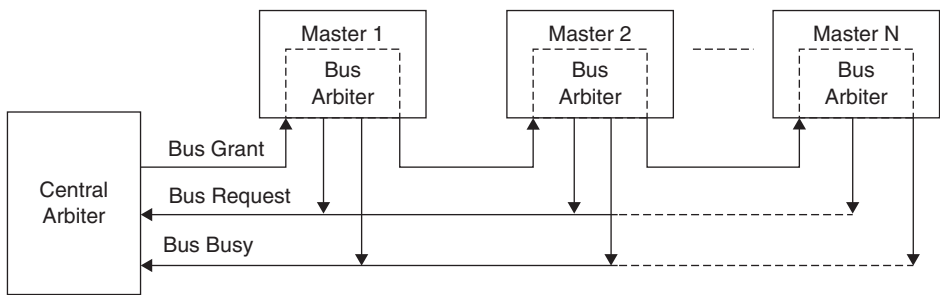 Master 1
Bus
Arbiter
Master 2
Bus
Arbiter
Master N
Bus
Arbiter
Central
Arbiter
Bus Grant
Bus Request
Bus Busy